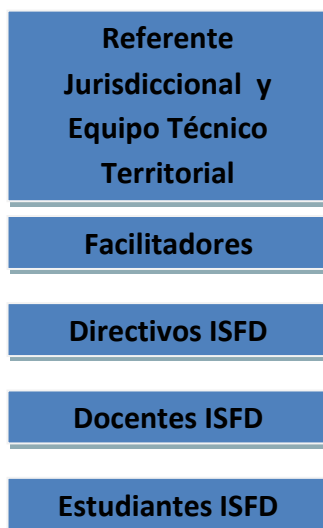 Referente
Jurisdiccional y
Equipo Técnico
Territorial
Facilitadores
Directivos ISFD
Docentes ISFD
Estudiantes ISFD